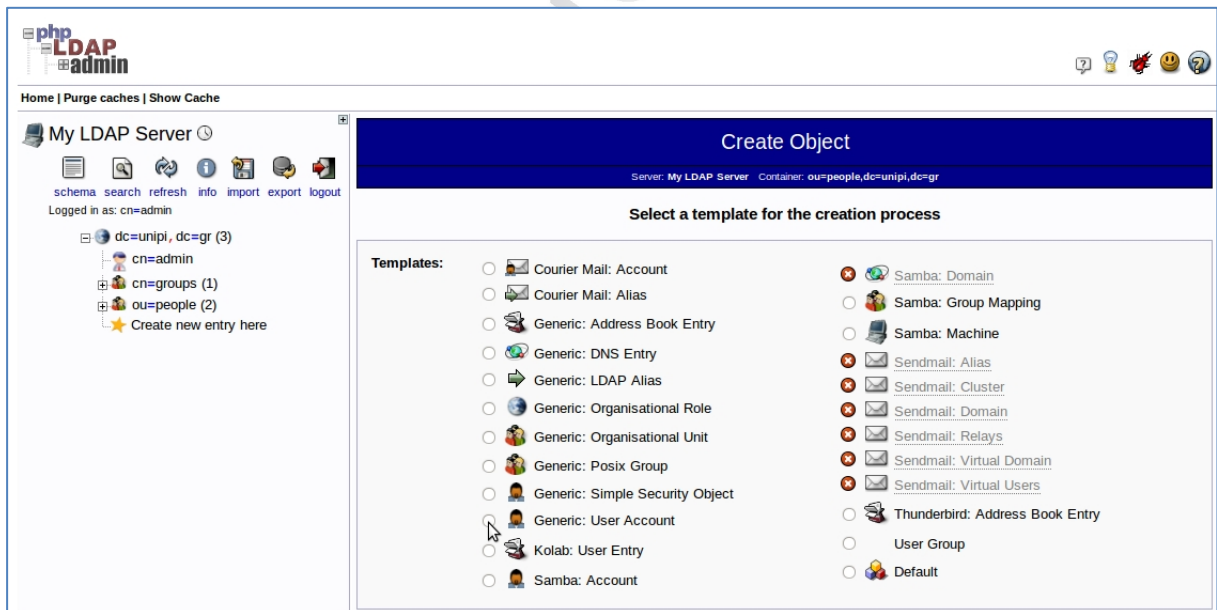 php
LDAP
admin
Home | Purge caches | Show Cache
My LDAP Server
schema search refresh info import export logout
Logged in as: cn=admin
dc=unipi, dc=gr (3)
cn=admin
cn=groups (1)
ou=people (2)
Create new entry here
Create Object
Server: My LDAP Server Container: ou=people,dc=unipi,dc=gr
Select a template for the creation process
Templates:
Courier Mail: Account
Courier Mail: Alias
Generic: Address Book Entry
Generic: DNS Entry
Generic: LDAP Alias
Generic: Organisational Role
Generic: Organisational Unit
Generic: Posix Group
Generic: Simple Security Object
Generic: User Account
Kolab: User Entry
Samba: Account
Samba: Domain
Samba: Group Mapping
Samba: Machine
Sendmail: Alias
Sendmail: Cluster
Sendmail: Domain
Sendmail: Relays
Sendmail: Virtual Domain
Sendmail: Virtual Users
Thunderbird: Address Book Entry
User Group
Default